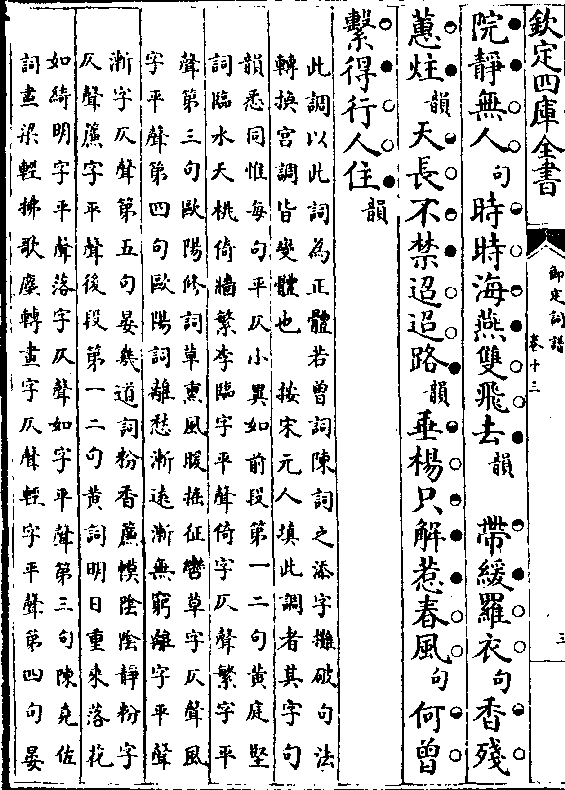 欽定四庫全書
御定詞譜
卷十三
三
院靜無人句時時海燕雙飛去韻　帶緩羅衣句香殘
蕙炷韻天長不禁迢迢路韻垂楊只解惹春風句何曾
繫得行人住韻
此調以此詞為正體若曾詞陳詞之添字攤破句法
轉換宮調皆變體也　按宋元人填此調者其字句
韻悉同惟每句平仄小異如前段第一二句黃庭堅
詞臨水夭桃倚牆繁李臨字平聲倚字仄聲繁字平
聲第三句歐陽修詞草熏風暖搖征轡草字仄聲風
字平聲第四句歐陽詞離愁漸遠漸無窮離字平聲
漸字仄聲第五句晏幾道詞粉香簾幙陰陰靜粉字
仄聲簾字平聲後段第一二句黃詞明日重來落花
如綺明字平聲落字仄聲如字平聲第三句陳堯佐
詞畫梁輕拂歌塵轉畫字仄聲輕字平聲第四句晏